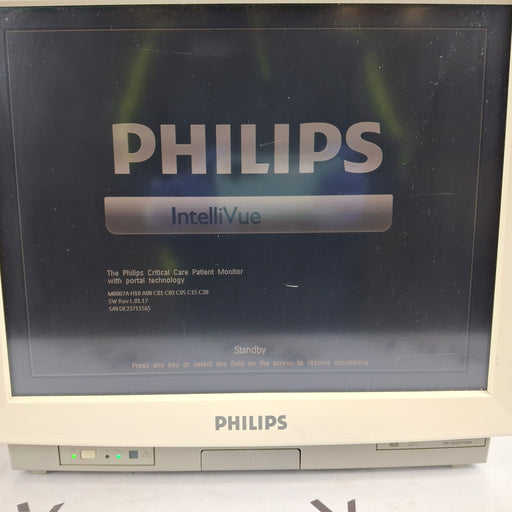 PHILIPS
IntelliVue
The Philips Critical Care Patient Monitor
with portal technology
M8007A H10 A08 C01 C02 C05 C15 C30
SW Rev L.01.17
S/N DE22711565
Standby
Press any key or select any field on the screen to resume monitoring
PHILIPS